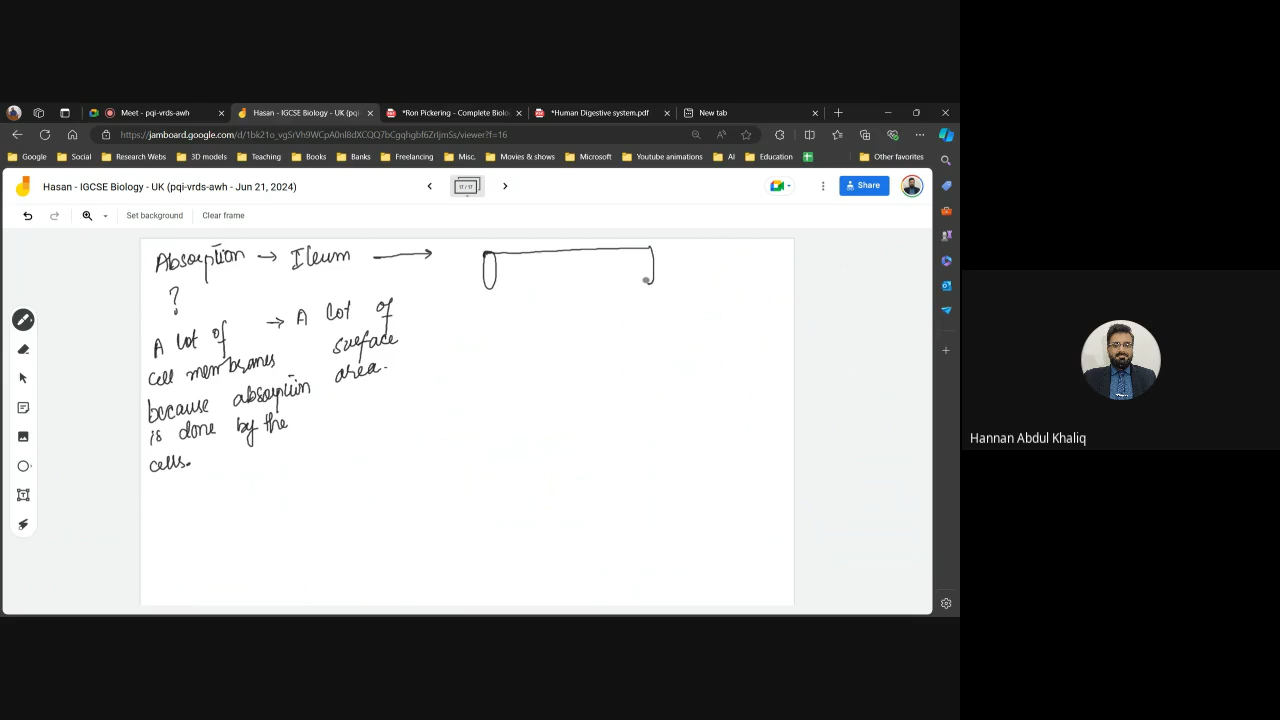 Meet - pqi-vrds-awh
Hasan - IGCSE Biology - UK (pqi
*Ron Pickering - Complete Biolo
*Human Digestive system.pdf
New tab
https://jamboard.google.com/d/1bk21o_vgSrVh9WCpA0nI8dXCQQ7bCgqhgbf6ZrIjmSs/viewer?f=16
Google
Social
Research Webs
3D models
Teaching
Books
Banks
Freelancing
Misc.
Movies & shows
Microsoft
Youtube animations
AI
Education
Other favorites
Hasan - IGCSE Biology - UK (pqi-vrds-awh - Jun 21, 2024)
17 / 17
Share
Set background
Clear frame
Absorption → Ileum →
?
A lot of → A lot of
cell membranes surface
because absorption area.
is done by the
cells.
Hannan Abdul Khaliq